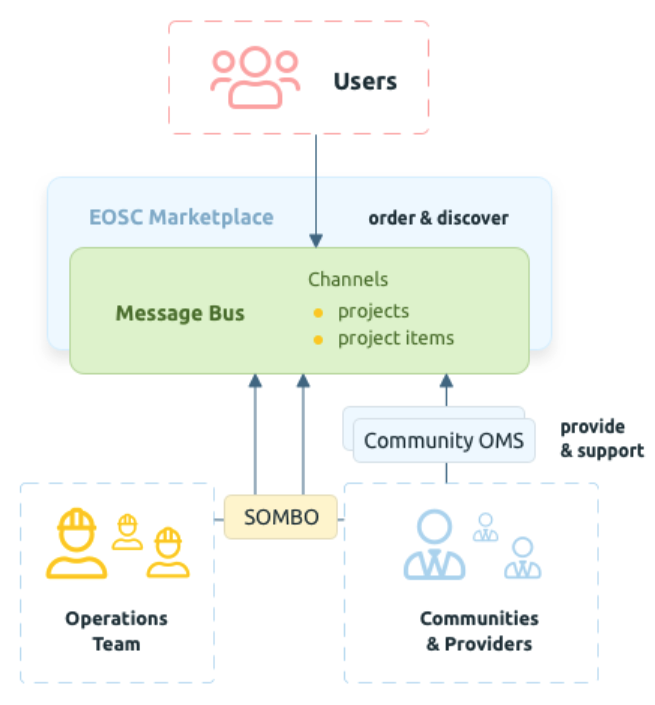 Users
EOSC Marketplace
order & discover
Channels
Message Bus
projects
project items
Community OMS
provide
& support
SOMBO
Operations
Team
Communities
& Providers